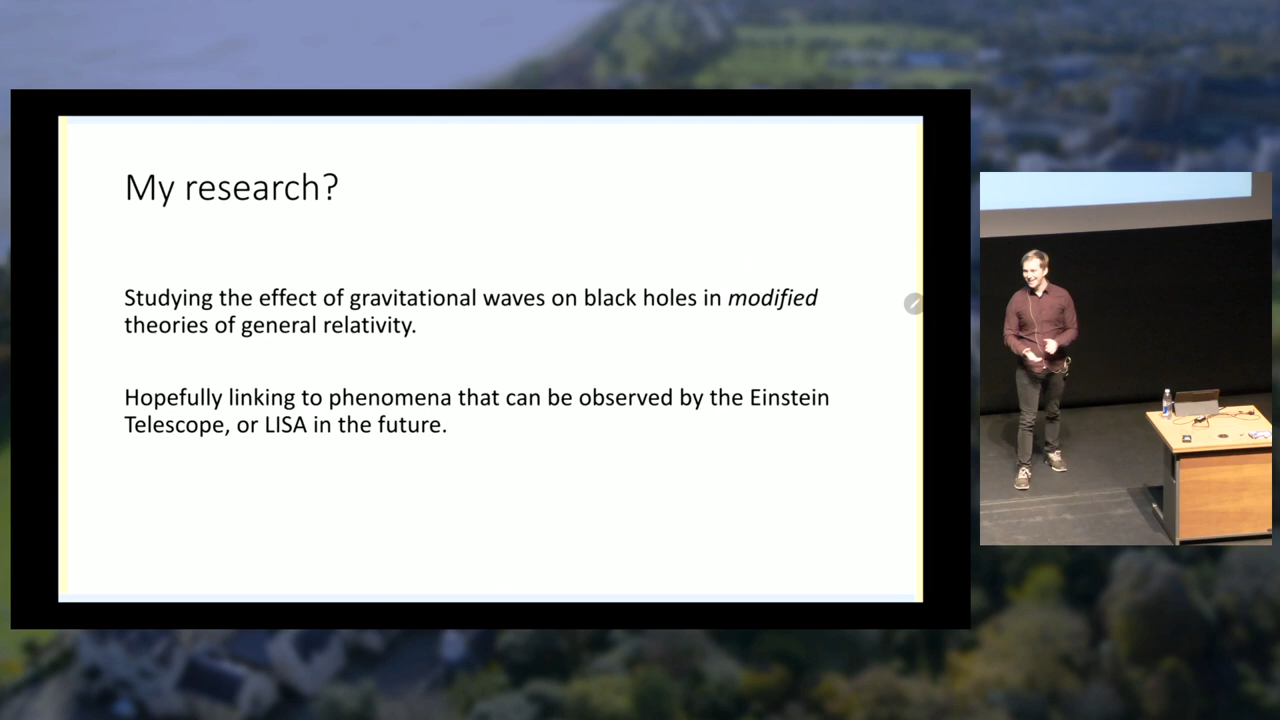 My research?
Studying the effect of gravitational waves on black holes in modified
theories of general relativity.
Hopefully linking to phenomena that can be observed by the Einstein
Telescope, or LISA in the future.